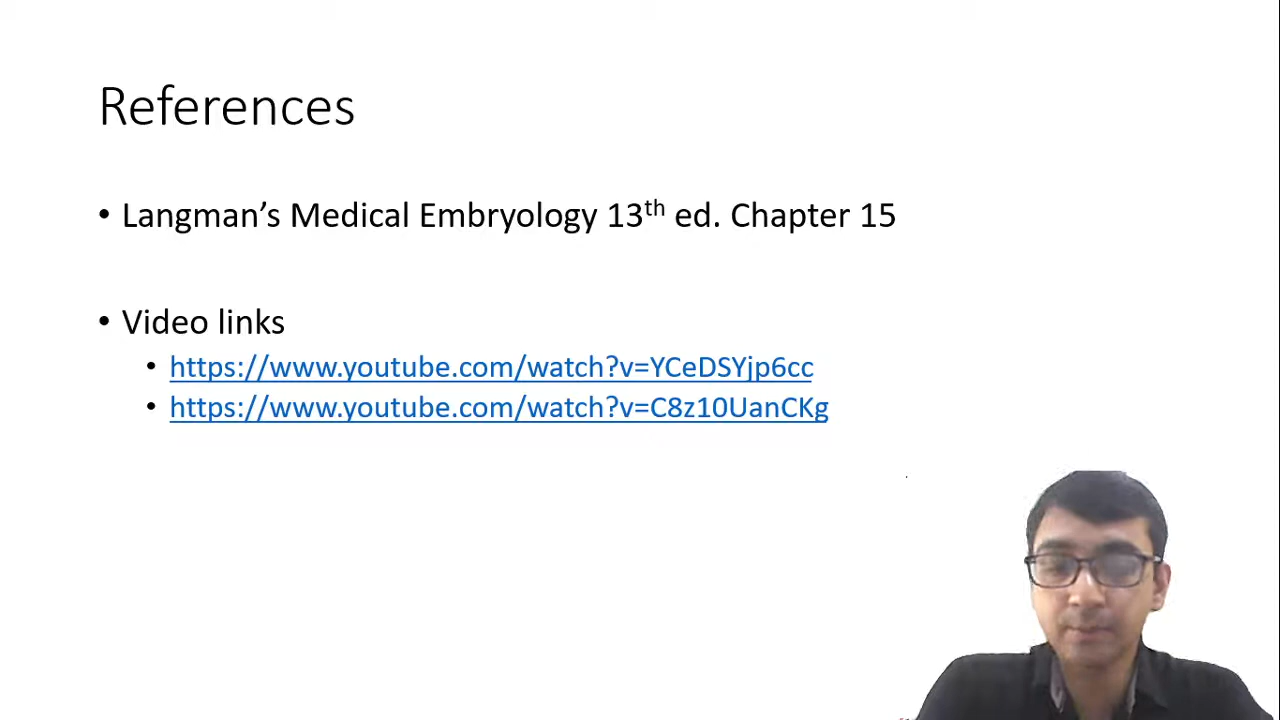 References
• Langman’s Medical Embryology 13th ed. Chapter 15
• Video links
• https://www.youtube.com/watch?v=YCeDSYjp6cc
• https://www.youtube.com/watch?v=C8z10UanCKg